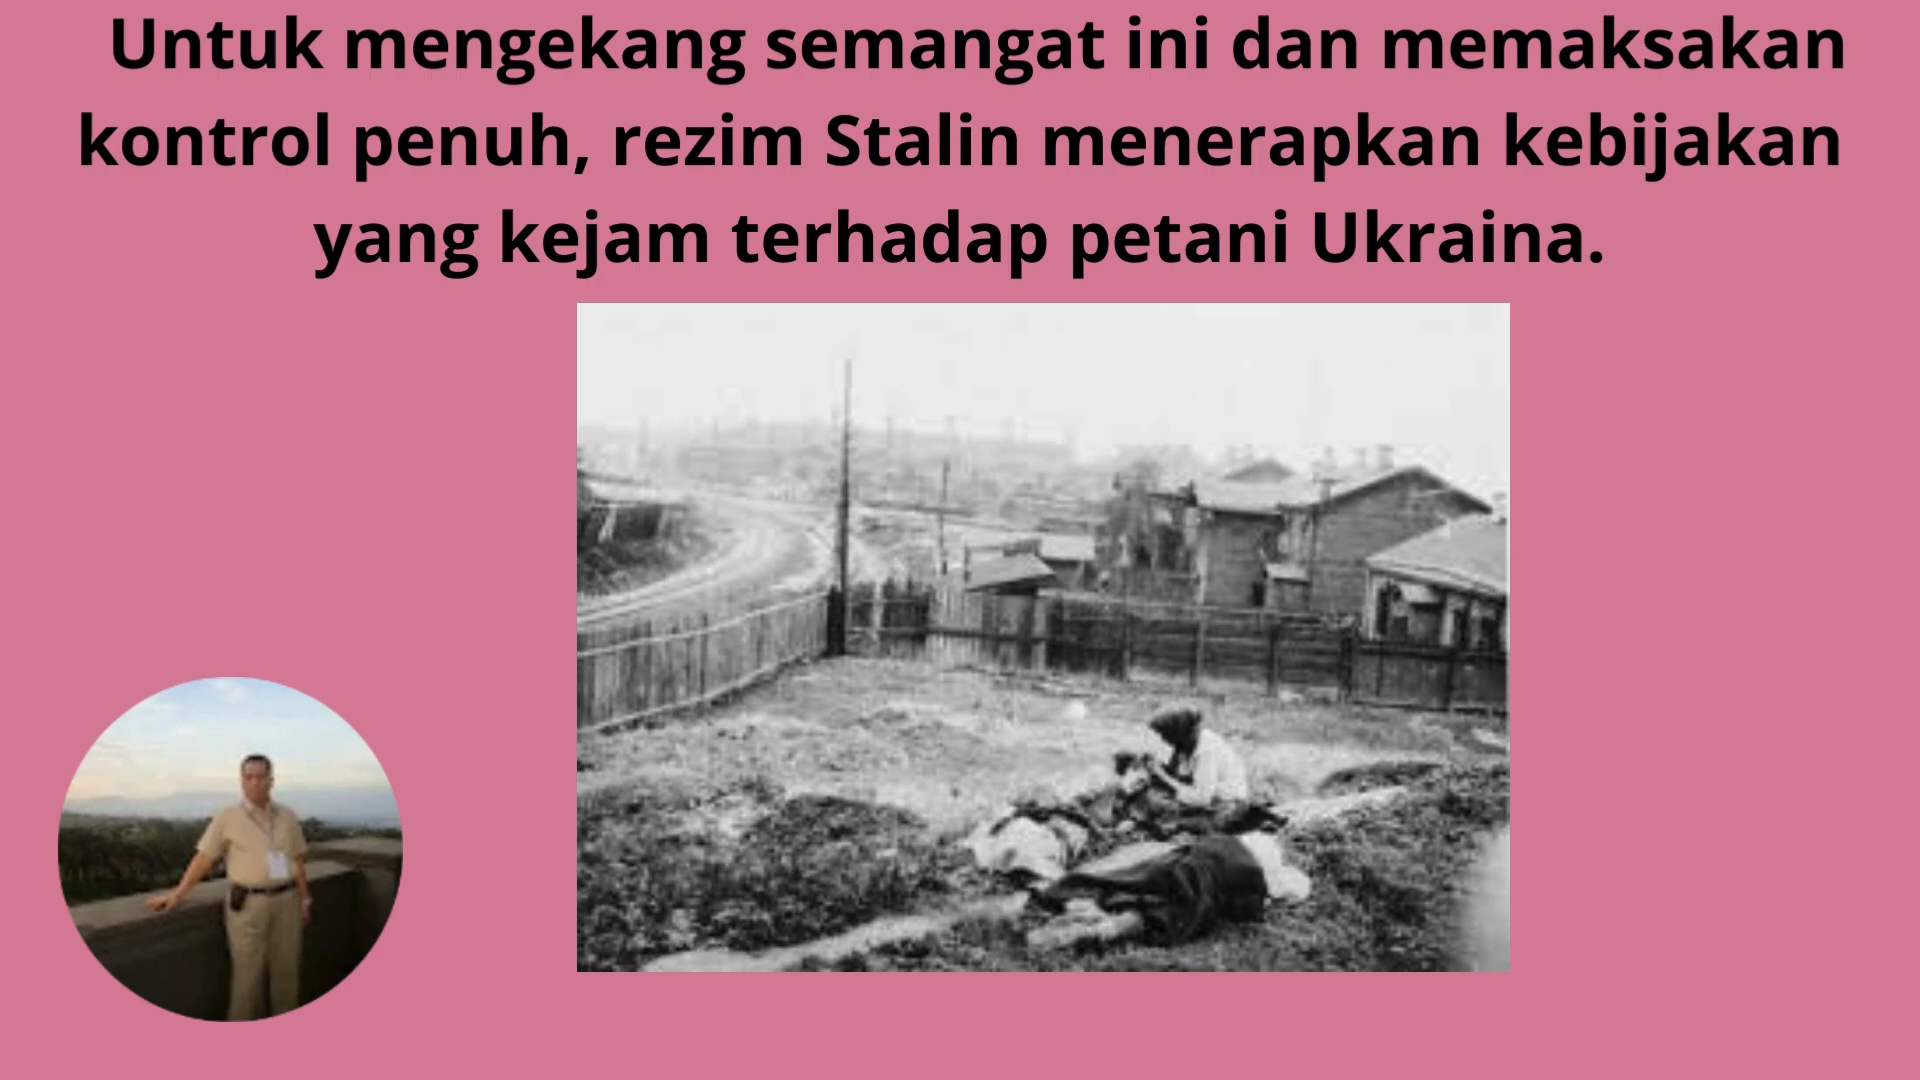 Untuk mengekang semangat ini dan memaksakan
kontrol penuh, rezim Stalin menerapkan kebijakan
yang kejam terhadap petani Ukraina.